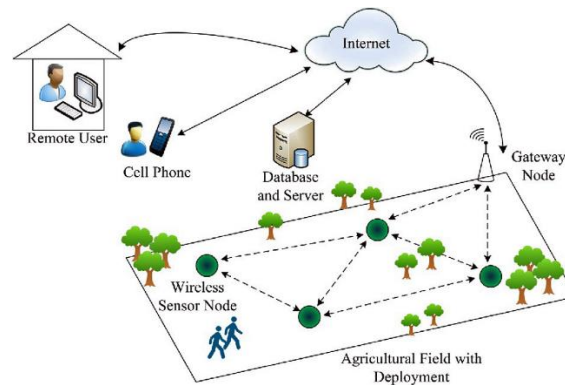 Internet
Remote User
Cell Phone
Database
and Server
Gateway
Node
Wireless
Sensor Node
Agricultural Field with
Deployment